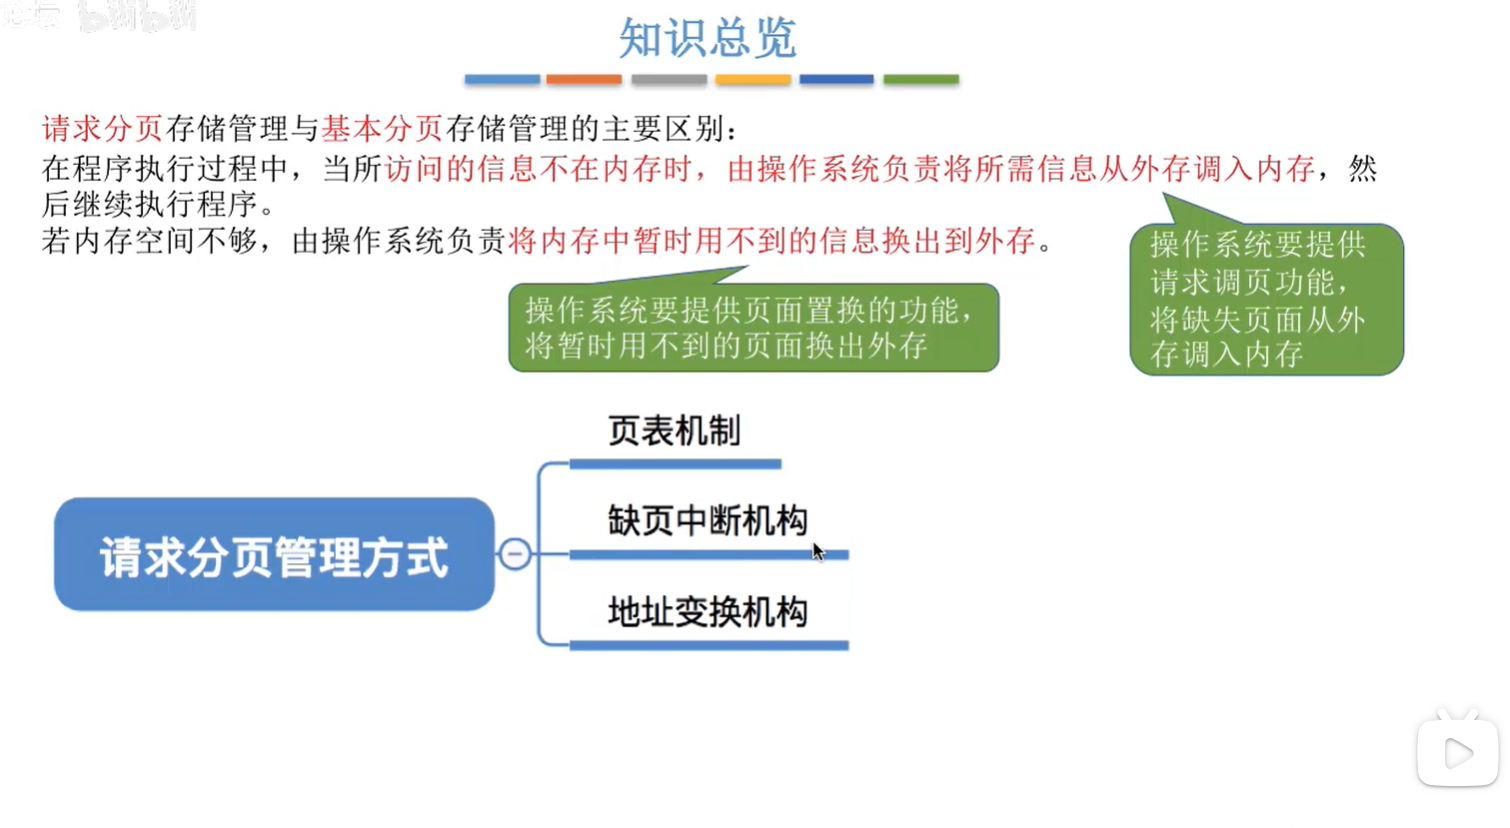 bilibili
知识总览
请求分页存储管理与基本分页存储管理的主要区别：
在程序执行过程中，当所访问的信息不在内存时，由操作系统负责将所需信息从外存调入内存，然
后继续执行程序。
若内存空间不够，由操作系统负责将内存中暂时用不到的信息换出到外存。
操作系统要提供
请求调页功能，
将缺失页面从外
存调入内存
操作系统要提供页面置换的功能，
将暂时用不到的页面换出外存
请求分页管理方式
页表机制
缺页中断机构
地址变换机构